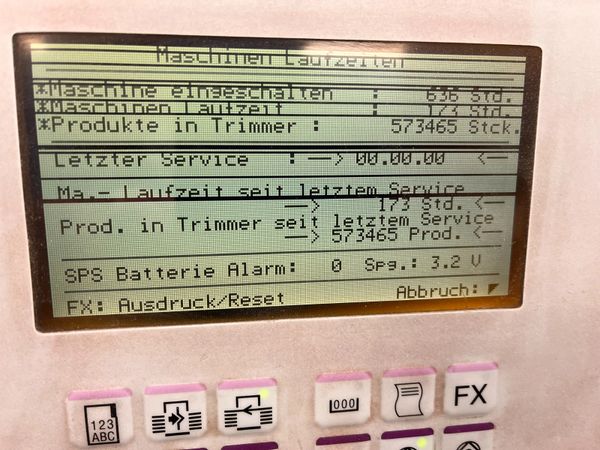 Maschinen Laufzeiten
*Maschine eingeschalten : 636 Std.
*Maschinen Laufzeit : 173 Std.
*Produkte in Trimmer : 573465 Stck.
Letzter Service : —> 00.00.00 <—
Ma.- Laufzeit seit letztem Service
—> 173 Std. <—
Prod. in Trimmer seit letztem Service
—> 573465 Prod. <—
SPS Batterie Alarm: 0 Spg.: 3.2 V
FX: Ausdruck/Reset Abbruch:
123
ABC
000
FX